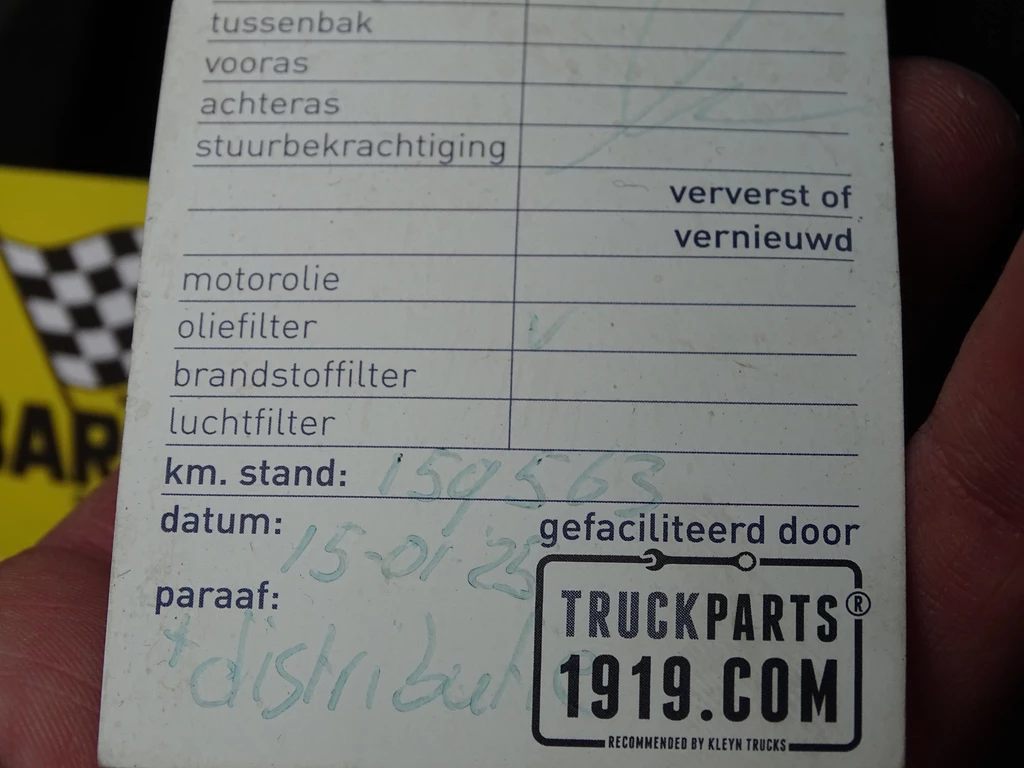 tussenbak
vooras
achteras
stuurbekrachtiging
ververst of
vernieuwd
motorolie
oliefilter v
brandstoffilter
luchtfilter
km. stand: 159563
datum: 15-01'25
gefaciliteerd door
paraaf:
+ distributie
TRUCKPARTS®
1919.COM
RECOMMENDED BY KLEYN TRUCKS
BAR